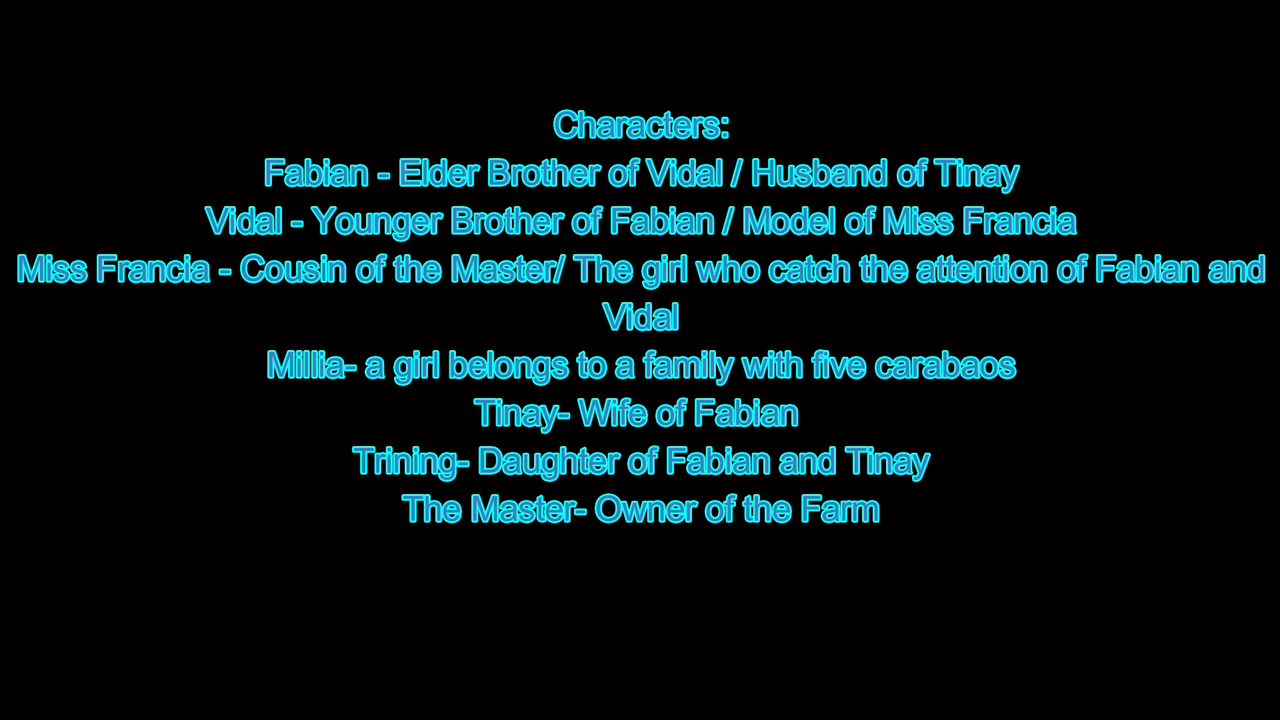 Characters:
Fabian - Elder Brother of Vidal / Husband of Tinay
Vidal - Younger Brother of Fabian / Model of Miss Francia
Miss Francia - Cousin of the Master/ The girl who catch the attention of Fabian and
Vidal
Millia- a girl belongs to a family with five carabaos
Tinay- Wife of Fabian
Trining- Daughter of Fabian and Tinay
The Master- Owner of the Farm